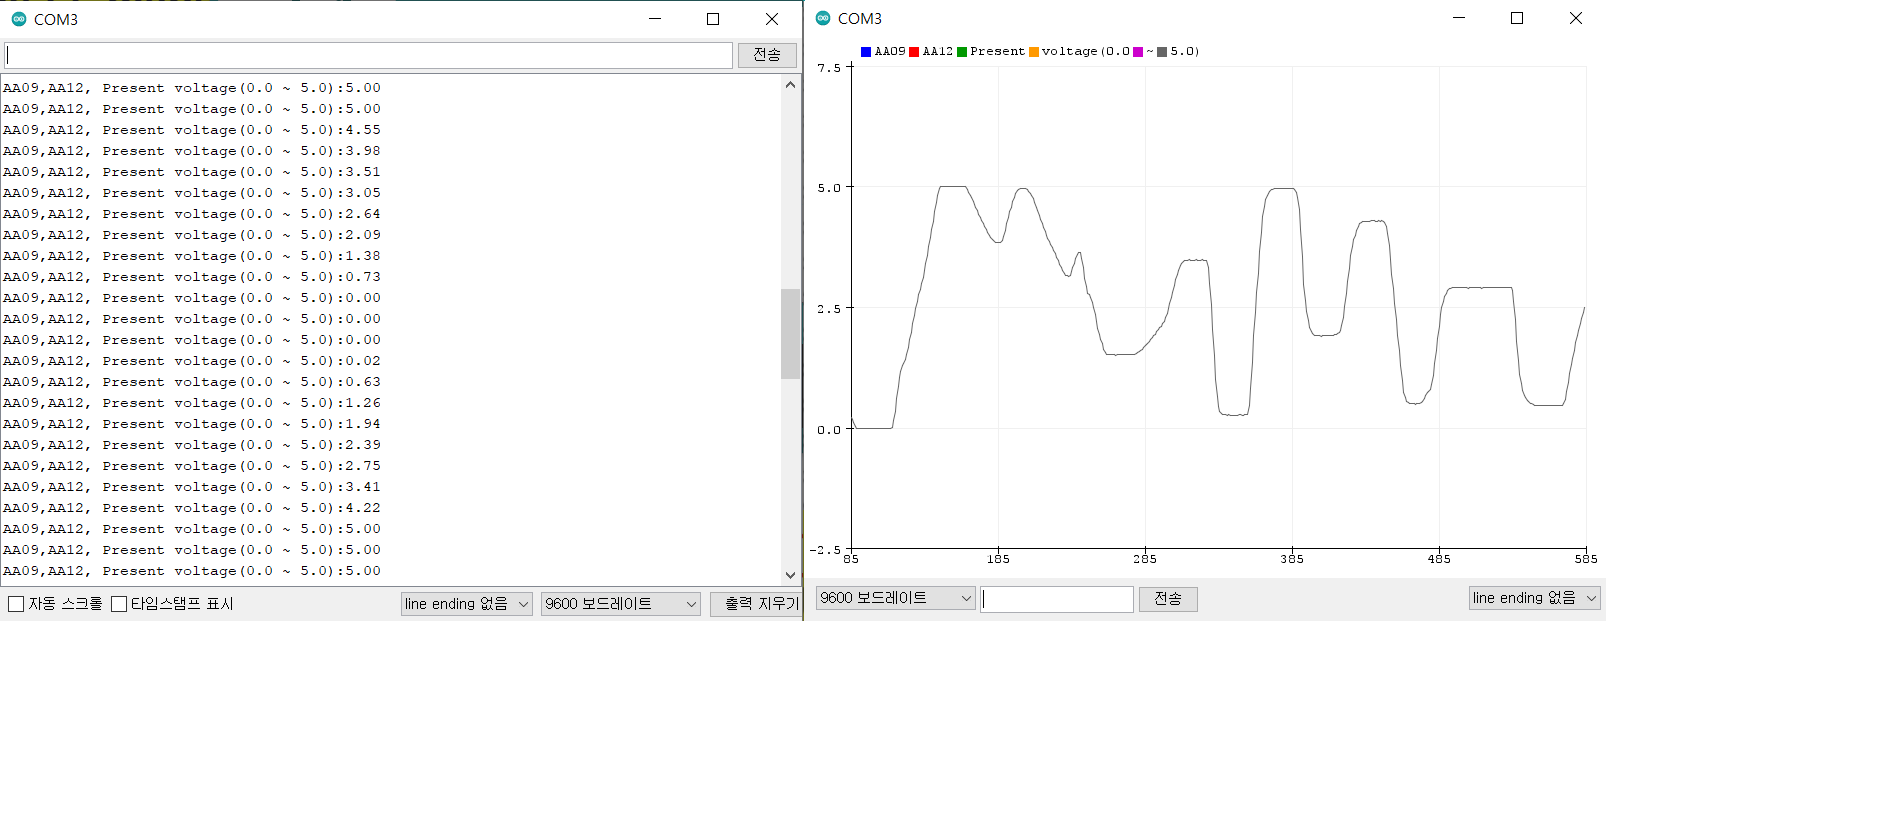 COM3
전송
AA09,AA12, Present voltage(0.0 ~ 5.0):5.00
AA09,AA12, Present voltage(0.0 ~ 5.0):5.00
AA09,AA12, Present voltage(0.0 ~ 5.0):4.55
AA09,AA12, Present voltage(0.0 ~ 5.0):3.98
AA09,AA12, Present voltage(0.0 ~ 5.0):3.51
AA09,AA12, Present voltage(0.0 ~ 5.0):3.05
AA09,AA12, Present voltage(0.0 ~ 5.0):2.64
AA09,AA12, Present voltage(0.0 ~ 5.0):2.09
AA09,AA12, Present voltage(0.0 ~ 5.0):1.38
AA09,AA12, Present voltage(0.0 ~ 5.0):0.73
AA09,AA12, Present voltage(0.0 ~ 5.0):0.00
AA09,AA12, Present voltage(0.0 ~ 5.0):0.00
AA09,AA12, Present voltage(0.0 ~ 5.0):0.00
AA09,AA12, Present voltage(0.0 ~ 5.0):0.02
AA09,AA12, Present voltage(0.0 ~ 5.0):0.63
AA09,AA12, Present voltage(0.0 ~ 5.0):1.26
AA09,AA12, Present voltage(0.0 ~ 5.0):1.94
AA09,AA12, Present voltage(0.0 ~ 5.0):2.39
AA09,AA12, Present voltage(0.0 ~ 5.0):2.75
AA09,AA12, Present voltage(0.0 ~ 5.0):3.41
AA09,AA12, Present voltage(0.0 ~ 5.0):4.22
AA09,AA12, Present voltage(0.0 ~ 5.0):5.00
AA09,AA12, Present voltage(0.0 ~ 5.0):5.00
AA09,AA12, Present voltage(0.0 ~ 5.0):5.00
자동 스크롤 타임스탬프 표시 line ending 없음 9600 보드레이트 출력 지우기
COM3
AA09 AA12 Present voltage(0.0 ~ 5.0)
7.5
5.0
2.5
0.0
-2.5
85 185 285 385 485 585
9600 보드레이트 전송 line ending 없음